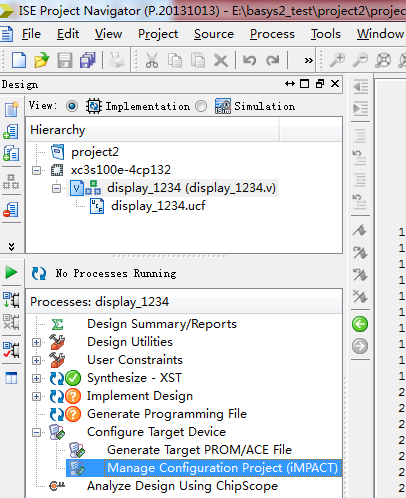 ISE Project Navigator (P.20131013) - E:\basys2_test\project2\projec
File Edit View Project Source Process Tools Window
Design
View: Implementation Simulation
Hierarchy
project2
xc3s100e-4cp132
display_1234 (display_1234.v)
display_1234.ucf
No Processes Running
Processes: display_1234
Design Summary/Reports
Design Utilities
User Constraints
Synthesize - XST
Implement Design
Generate Programming File
Configure Target Device
Generate Target PROM/ACE File
Manage Configuration Project (iMPACT)
Analyze Design Using ChipScope